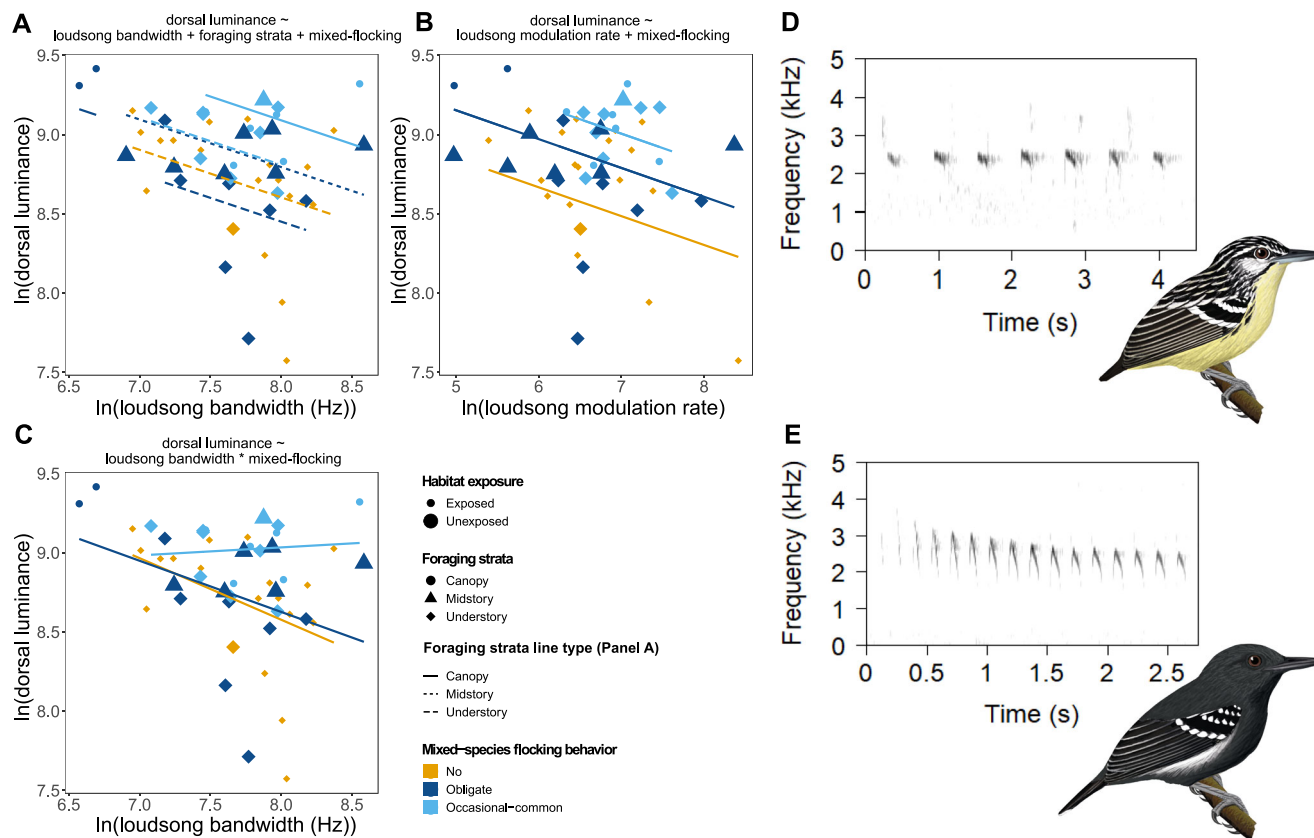 A
dorsal luminance ~
loudsong bandwidth + foraging strata + mixed-flocking
ln(dorsal luminance)
9.5
9.0
8.5
8.0
7.5
6.5 7.0 7.5 8.0 8.5
ln(loudsong bandwidth (Hz))
B
dorsal luminance ~
loudsong modulation rate + mixed-flocking
ln(dorsal luminance)
9.5
9.0
8.5
8.0
7.5
5 6 7 8
ln(loudsong modulation rate)
C
dorsal luminance ~
loudsong bandwidth * mixed-flocking
ln(dorsal luminance)
9.5
9.0
8.5
8.0
7.5
6.5 7.0 7.5 8.0 8.5
ln(loudsong bandwidth (Hz))
Habitat exposure
Exposed
Unexposed
Foraging strata
Canopy
Midstory
Understory
Foraging strata line type (Panel A)
Canopy
Midstory
Understory
Mixed−species flocking behavior
No
Obligate
Occasional−common
D
Frequency (kHz)
5
4
3
2
1
0
0 1 2 3 4
Time (s)
E
Frequency (kHz)
5
4
3
2
1
0
0 0.5 1 1.5 2 2.5
Time (s)